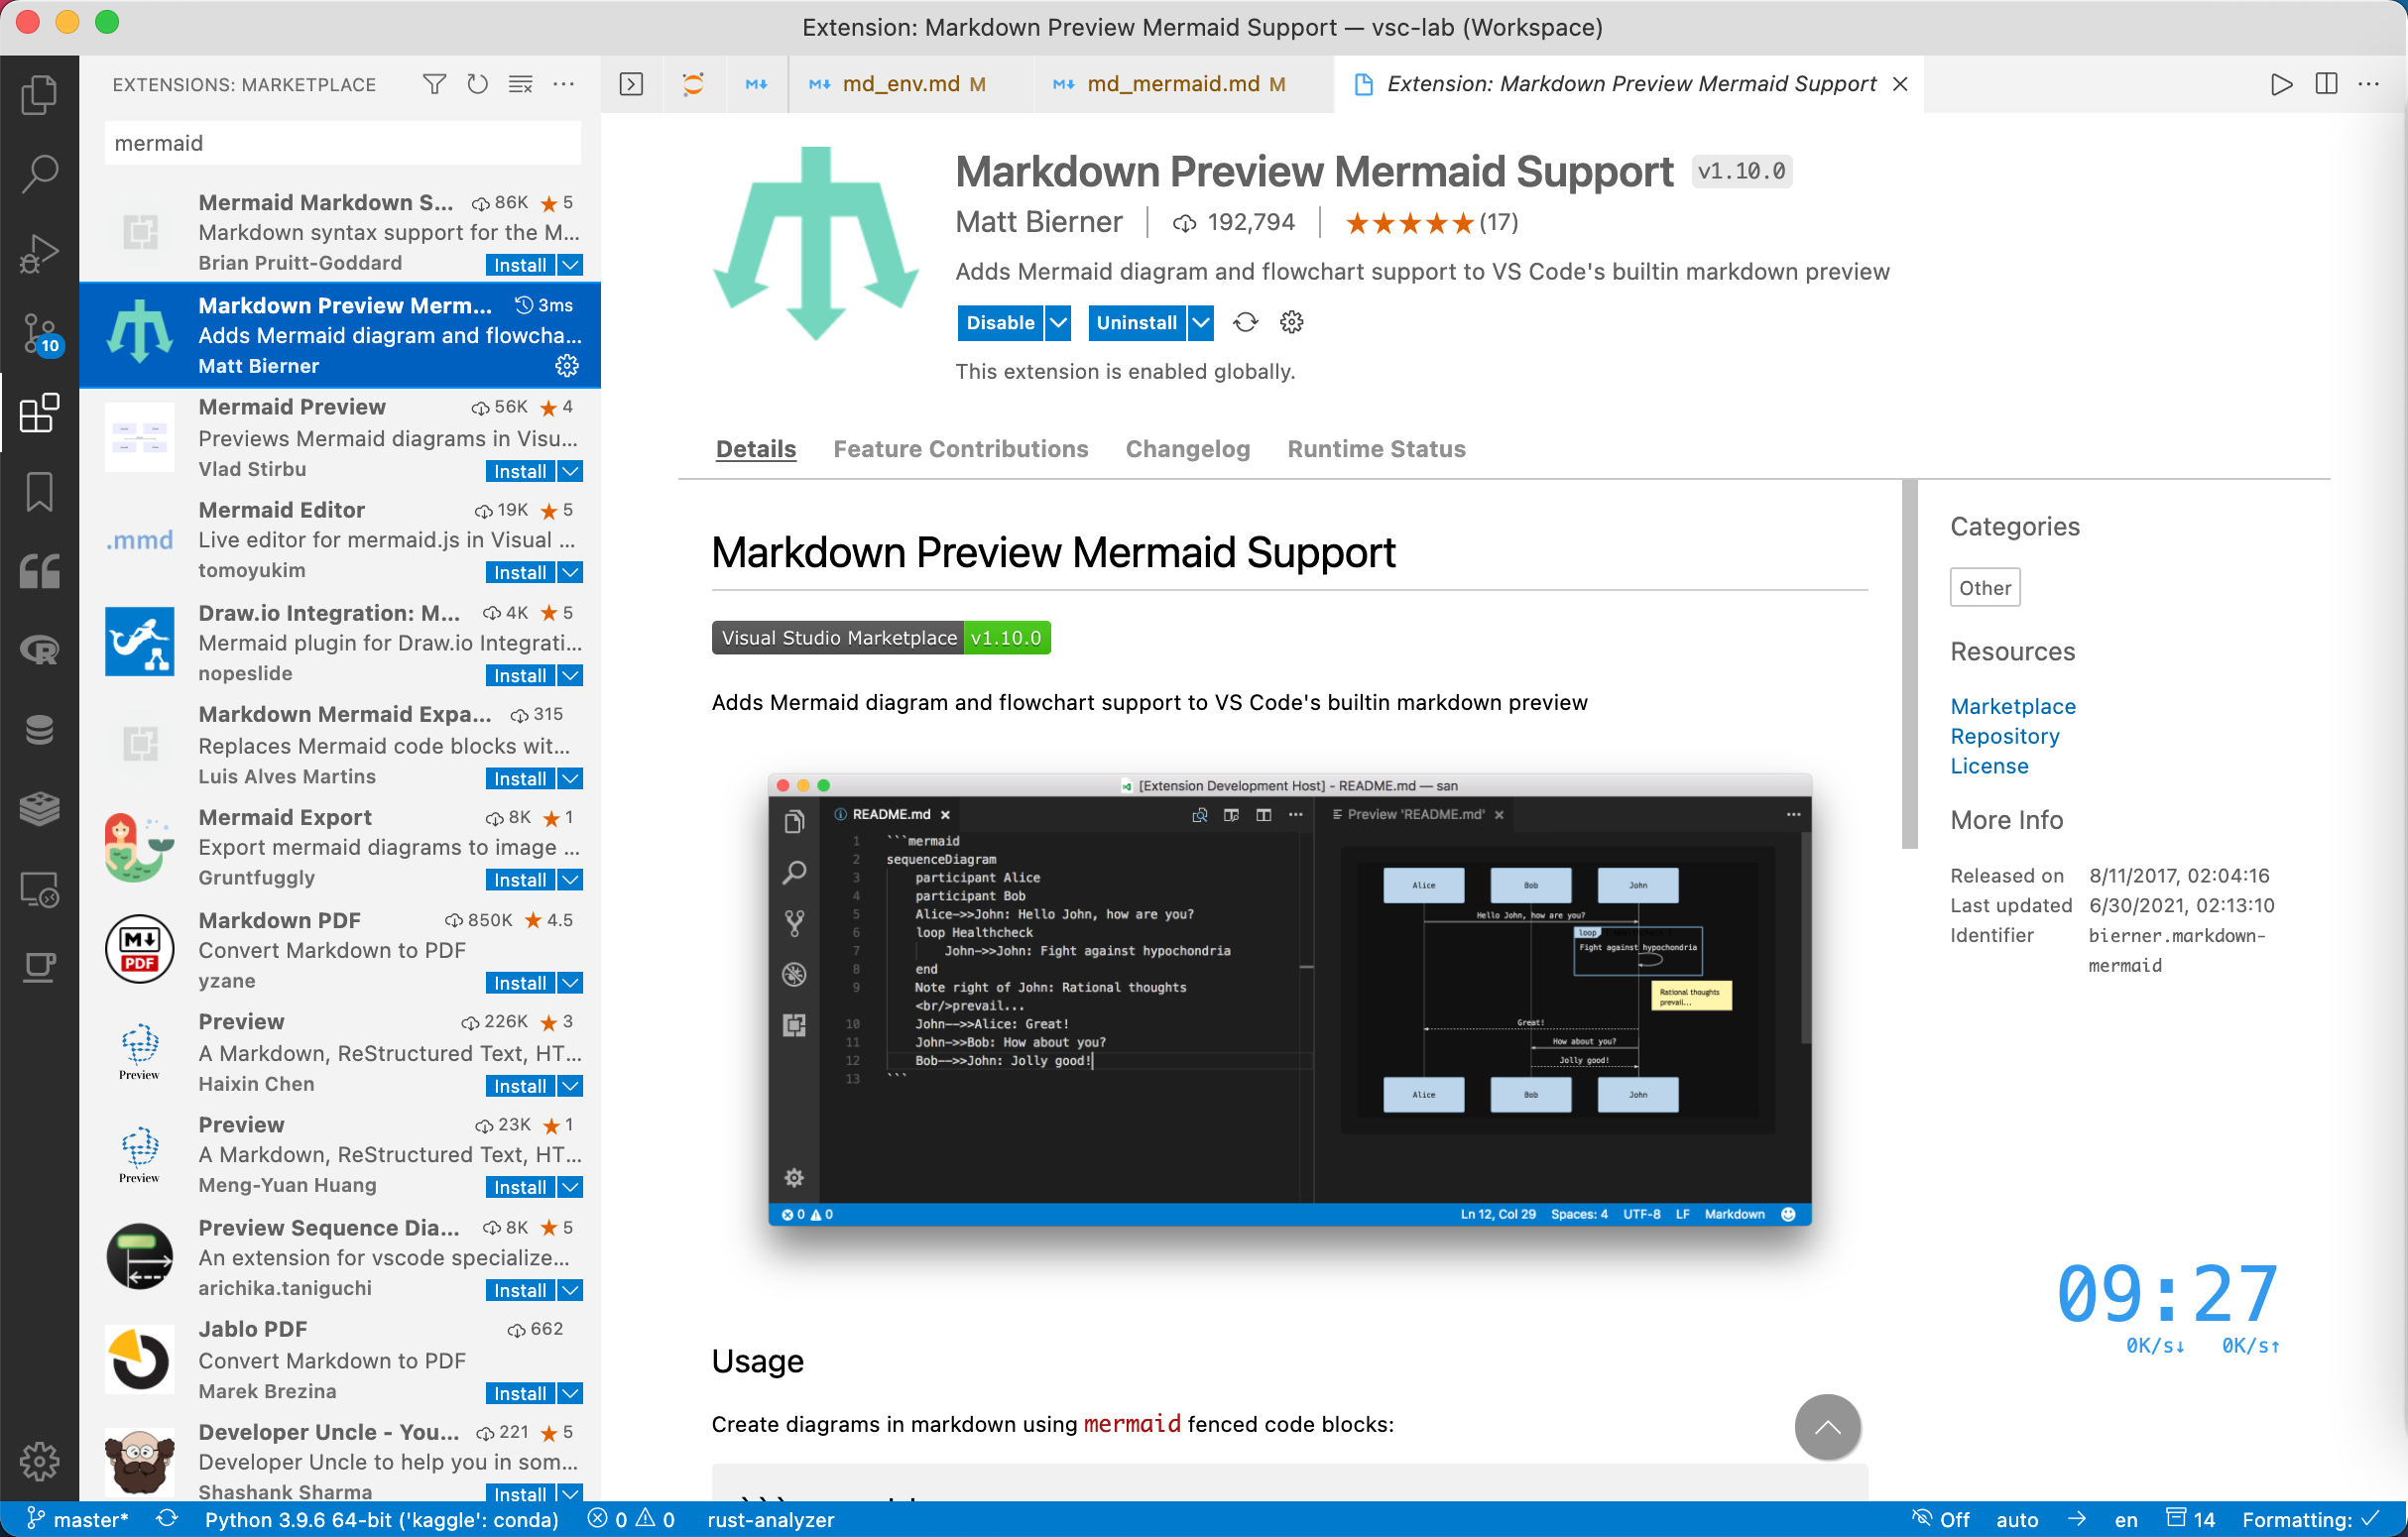 Extension: Markdown Preview Mermaid Support — vsc-lab (Workspace)
EXTENSIONS: MARKETPLACE
mermaid
Mermaid Markdown S... 86K ★ 5
Markdown syntax support for the M...
Brian Pruitt-Goddard Install
Markdown Preview Merm... 3ms
Adds Mermaid diagram and flowcha...
Matt Bierner
Mermaid Preview 56K ★ 4
Previews Mermaid diagrams in Visu...
Vlad Stirbu Install
.mmd
Mermaid Editor 19K ★ 5
Live editor for mermaid.js in Visual ...
tomoyukim Install
Draw.io Integration: M... 4K ★ 5
Mermaid plugin for Draw.io Integrati...
nopeslide Install
Markdown Mermaid Expa... 315
Replaces Mermaid code blocks wit...
Luis Alves Martins Install
Mermaid Export 8K ★ 1
Export mermaid diagrams to image ...
Gruntfuggly Install
M↓
PDF
Markdown PDF 850K ★ 4.5
Convert Markdown to PDF
yzane Install
Preview
Preview 226K ★ 3
A Markdown, ReStructured Text, HT...
Haixin Chen Install
Preview
Preview 23K ★ 1
A Markdown, ReStructured Text, HT...
Meng-Yuan Huang Install
Preview Sequence Dia... 8K ★ 5
An extension for vscode specialize...
arichika.taniguchi Install
Jablo PDF 662
Convert Markdown to PDF
Marek Brezina Install
Developer Uncle - You... 221 ★ 5
Developer Uncle to help you in som...
Shashank Sharma Install
10
R
md_env.md M
md_mermaid.md M
Extension: Markdown Preview Mermaid Support
Markdown Preview Mermaid Support v1.10.0
Matt Bierner | 192,794 | ★★★★★ (17)
Adds Mermaid diagram and flowchart support to VS Code's builtin markdown preview
Disable Uninstall
This extension is enabled globally.
Details Feature Contributions Changelog Runtime Status
Markdown Preview Mermaid Support
Visual Studio Marketplace v1.10.0
Adds Mermaid diagram and flowchart support to VS Code's builtin markdown preview
[Extension Development Host] - README.md — san
README.md
1 ```mermaid
2 sequenceDiagram
3 participant Alice
4 participant Bob
5 Alice->>John: Hello John, how are you?
6 loop Healthcheck
7 John->>John: Fight against hypochondria
8 end
9 Note right of John: Rational thoughts
<br/>prevail...
10 John-->>Alice: Great!
11 John->>Bob: How about you?
12 Bob-->>John: Jolly good!
13 ```
Preview 'README.md'
Alice Bob John
Hello John, how are you?
loop
Fight against hypochondria
Rational thoughts
prevail...
Great!
How about you?
Jolly good!
Alice Bob John
0 0
Ln 12, Col 29 Spaces: 4 UTF-8 LF Markdown
Usage
Create diagrams in markdown using mermaid fenced code blocks:
Categories
Other
Resources
Marketplace
Repository
License
More Info
Released on 8/11/2017, 02:04:16
Last updated 6/30/2021, 02:13:10
Identifier bierner.markdown-
mermaid
09:27
0K/s↓ 0K/s↑
master* Python 3.9.6 64-bit ('kaggle': conda) 0 0 rust-analyzer
Off auto → en 14 Formatting: ✓